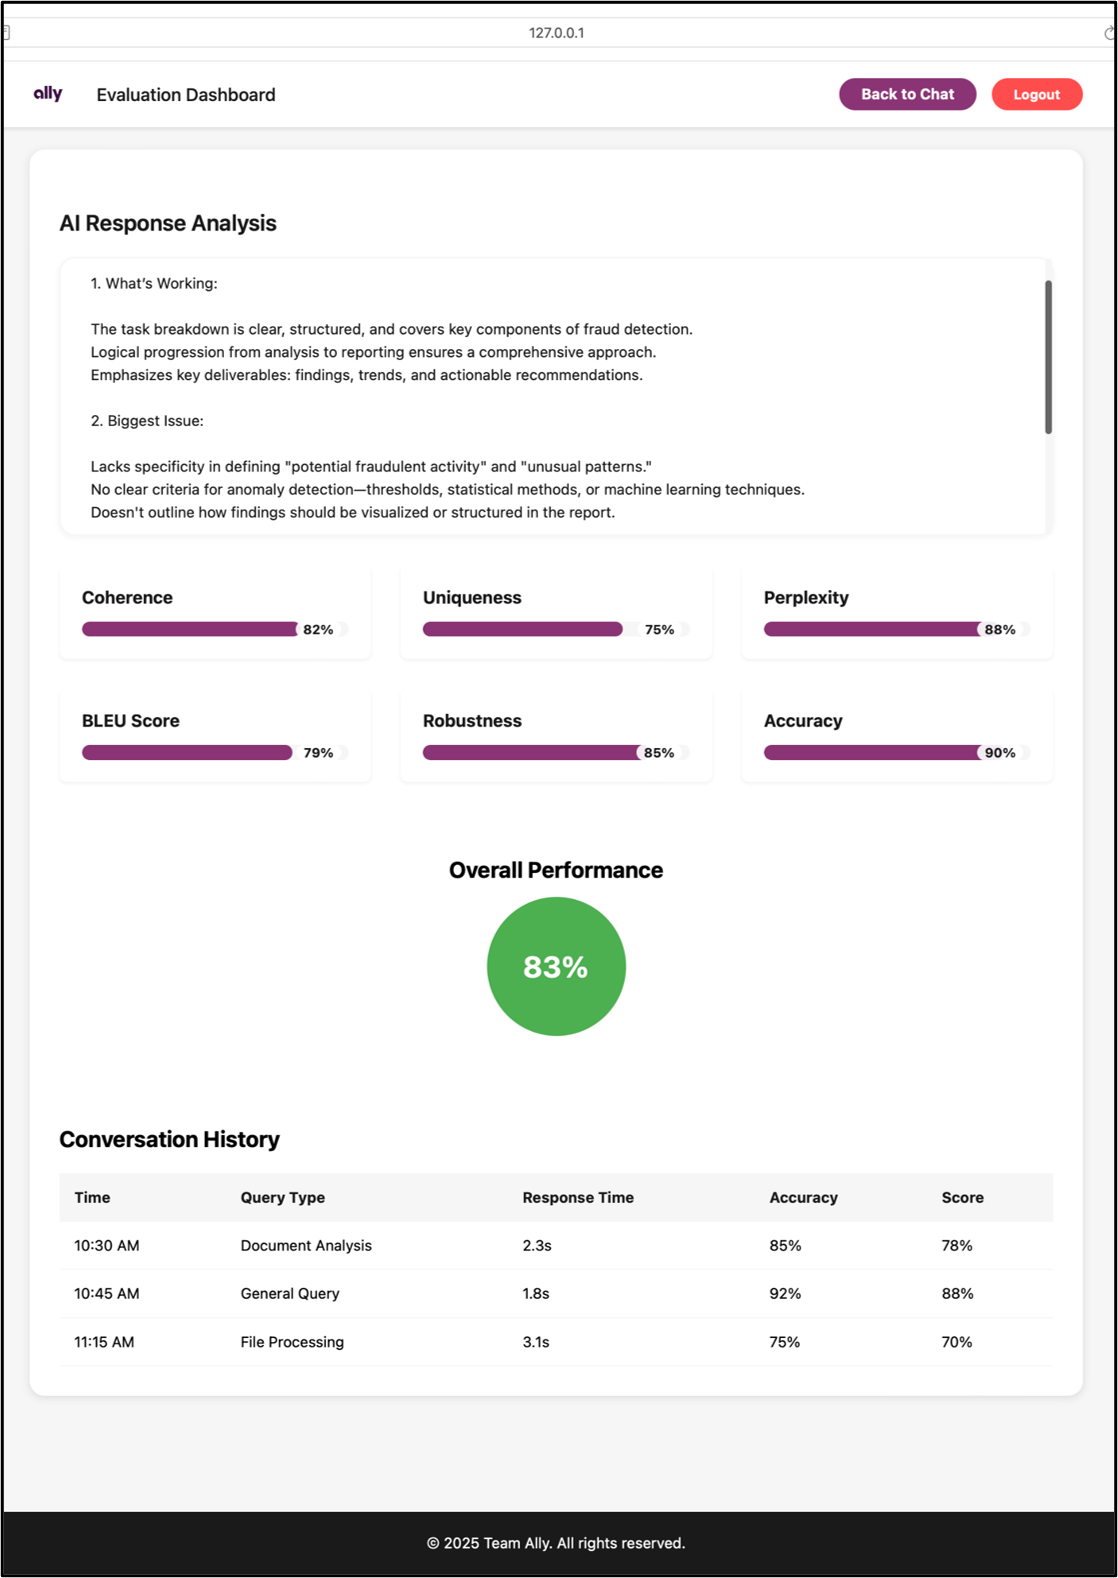 127.0.0.1
ally Evaluation Dashboard Back to Chat Logout
AI Response Analysis
1. What's Working:
The task breakdown is clear, structured, and covers key components of fraud detection.
Logical progression from analysis to reporting ensures a comprehensive approach.
Emphasizes key deliverables: findings, trends, and actionable recommendations.
2. Biggest Issue:
Lacks specificity in defining "potential fraudulent activity" and "unusual patterns."
No clear criteria for anomaly detection—thresholds, statistical methods, or machine learning techniques.
Doesn't outline how findings should be visualized or structured in the report.
Coherence
82%
Uniqueness
75%
Perplexity
88%
BLEU Score
79%
Robustness
85%
Accuracy
90%
Overall Performance
83%
Conversation History
Time Query Type Response Time Accuracy Score
10:30 AM Document Analysis 2.3s 85% 78%
10:45 AM General Query 1.8s 92% 88%
11:15 AM File Processing 3.1s 75% 70%
© 2025 Team Ally. All rights reserved.